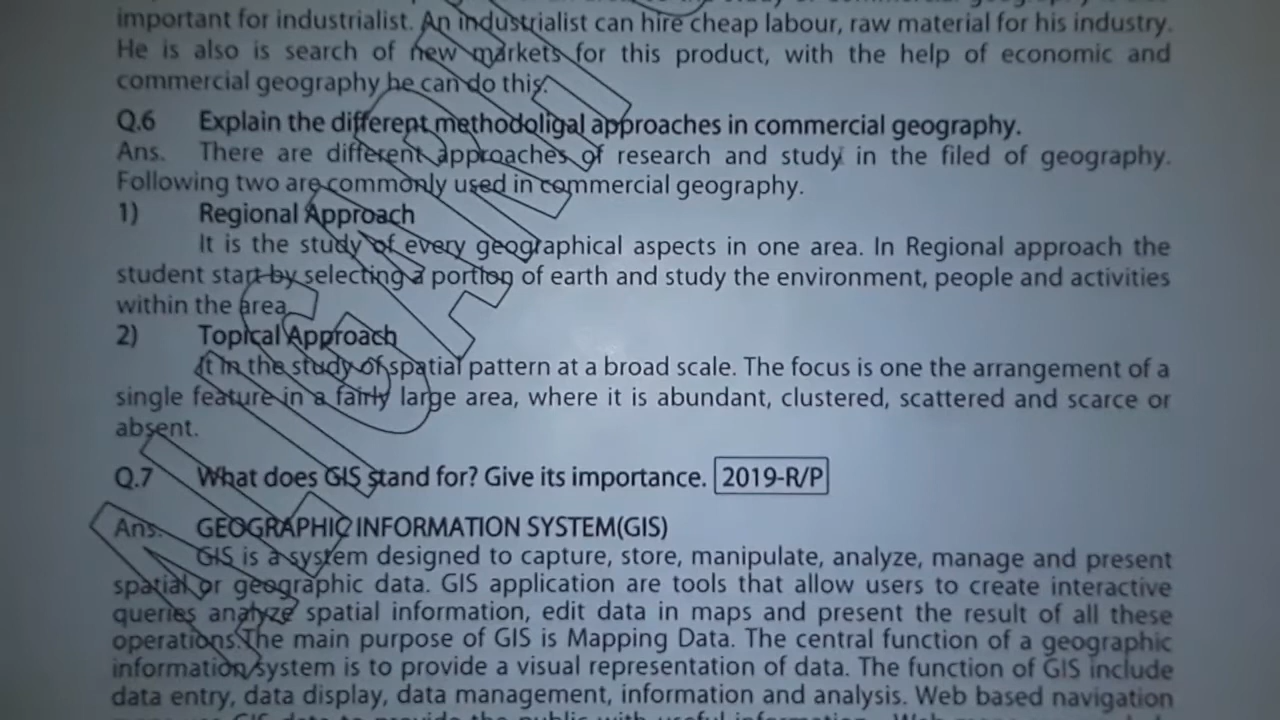 important for industrialist. An industrialist can hire cheap labour, raw material for his industry.
He is also is search of new markets for this product, with the help of economic and
commercial geography he can do this.
Q.6 Explain the different methodoligal approaches in commercial geography.
Ans. There are different approaches of research and study in the filed of geography.
Following two are commonly used in commercial geography.
1) Regional Approach
It is the study of every geographical aspects in one area. In Regional approach the
student start by selecting a portion of earth and study the environment, people and activities
within the area.
2) Topical Approach
It in the study of spatial pattern at a broad scale. The focus is one the arrangement of a
single feature in a fairly large area, where it is abundant, clustered, scattered and scarce or
absent.
Q.7 What does GIS stand for? Give its importance. 2019-R/P
Ans. GEOGRAPHIC INFORMATION SYSTEM(GIS)
GIS is a system designed to capture, store, manipulate, analyze, manage and present
spatial or geographic data. GIS application are tools that allow users to create interactive
queries analyze spatial information, edit data in maps and present the result of all these
operations. The main purpose of GIS is Mapping Data. The central function of a geographic
information system is to provide a visual representation of data. The function of GIS include
data entry, data display, data management, information and analysis. Web based navigation